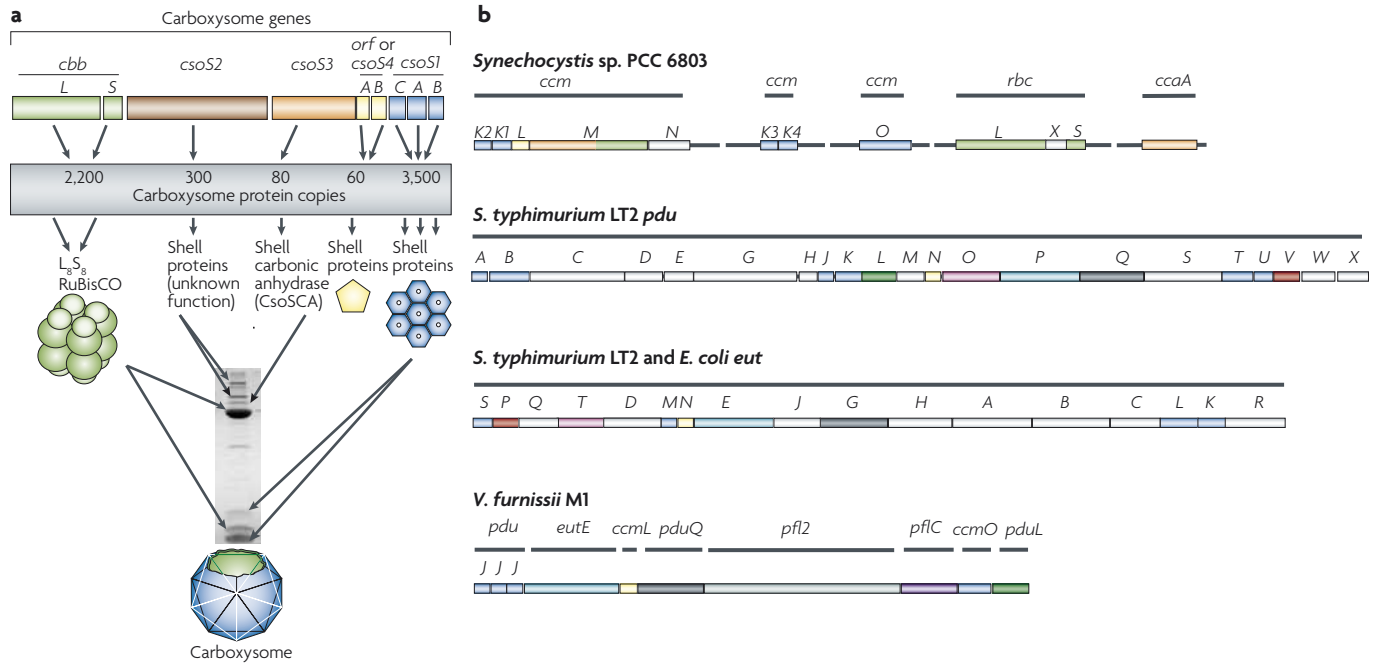 a
Carboxysome genes
cbb
csoS2
csoS3
orf or
csoS4
csoS1
L
S
A
B
C
A
B
2,200
300
80
60
3,500
Carboxysome protein copies
L8S8
RuBisCO
Shell
proteins
(unknown
function)
Shell
carbonic
anhydrase
(CsoSCA)
Shell
proteins
Shell
proteins
Carboxysome
b
Synechocystis sp. PCC 6803
ccm
ccm
ccm
rbc
ccaA
K2 K1 L M N
K3 K4
O
L X S
S. typhimurium LT2 pdu
A B C D E G H J K L M N O P Q S T U V W X
S. typhimurium LT2 and E. coli eut
S P Q T D M N E J G H A B C L K R
V. furnissii M1
pdu eutE ccmL pduQ pfl2 pflC ccmO pduL
J J J